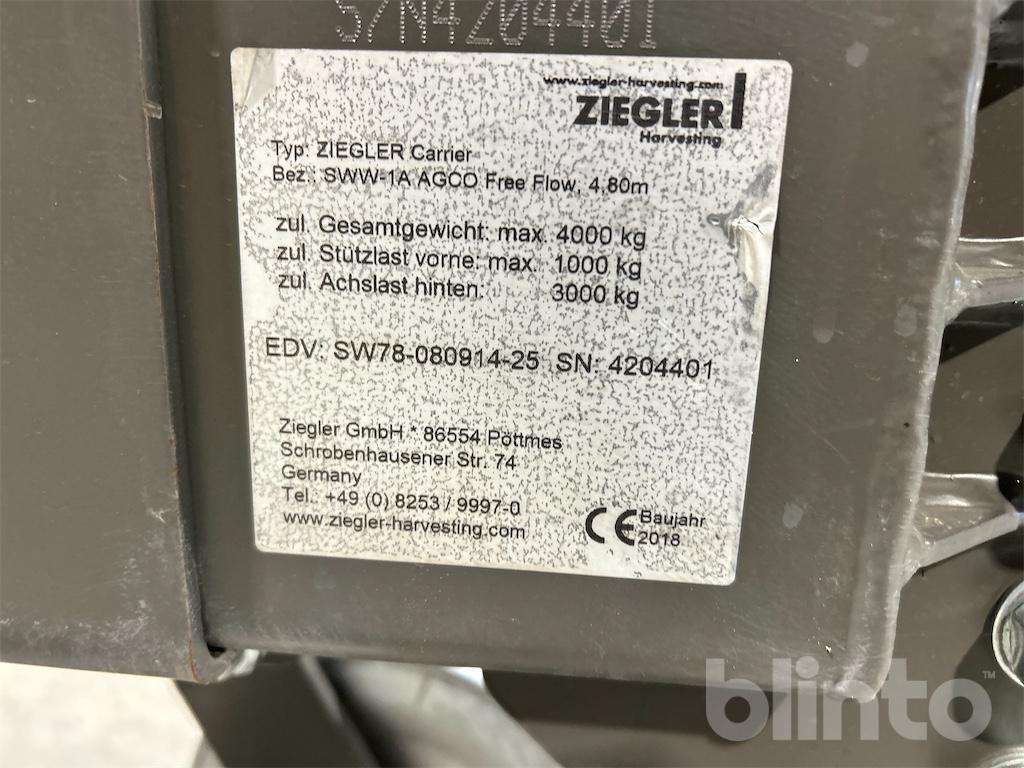 S/N4204401
www.ziegler-harvesting.com
ZIEGLER
Harvesting
Typ: ZIEGLER Carrier
Bez.: SWW-1A AGCO Free Flow, 4,80m
zul. Gesamtgewicht: max. 4000 kg
zul. Stützlast vorne: max. 1000 kg
zul. Achslast hinten: 3000 kg
EDV: SW78-080914-25 SN: 4204401
Ziegler GmbH * 86554 Pöttmes
Schrobenhausener Str. 74
Germany
Tel.: +49 (0) 8253 / 9997-0
www.ziegler-harvesting.com
CE Baujahr
2018
blinto™